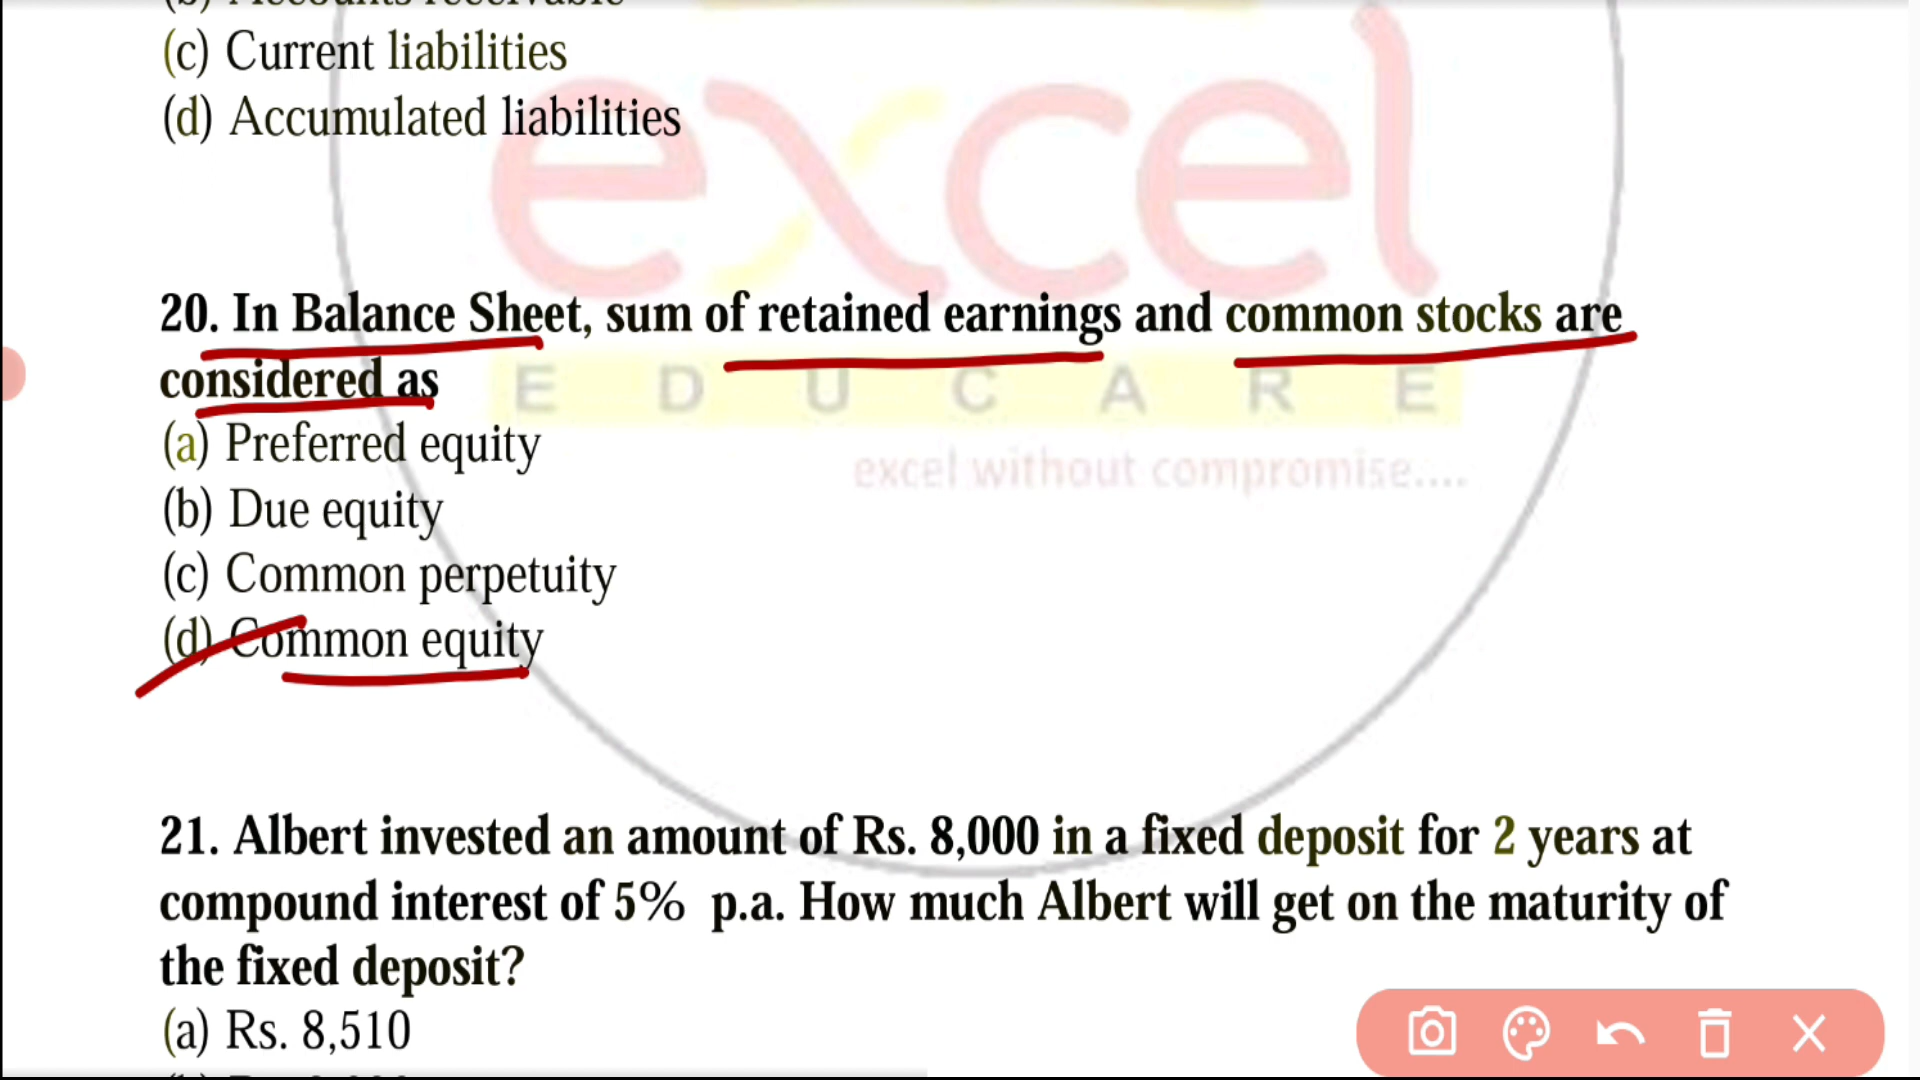 (c) Current liabilities
(d) Accumulated liabilities
excel
20. In Balance Sheet, sum of retained earnings and common stocks are
considered as
E D U C A R E
(a) Preferred equity
excel without compromise....
(b) Due equity
(c) Common perpetuity
(d) Common equity
21. Albert invested an amount of Rs. 8,000 in a fixed deposit for 2 years at
compound interest of 5% p.a. How much Albert will get on the maturity of
the fixed deposit?
(a) Rs. 8,510